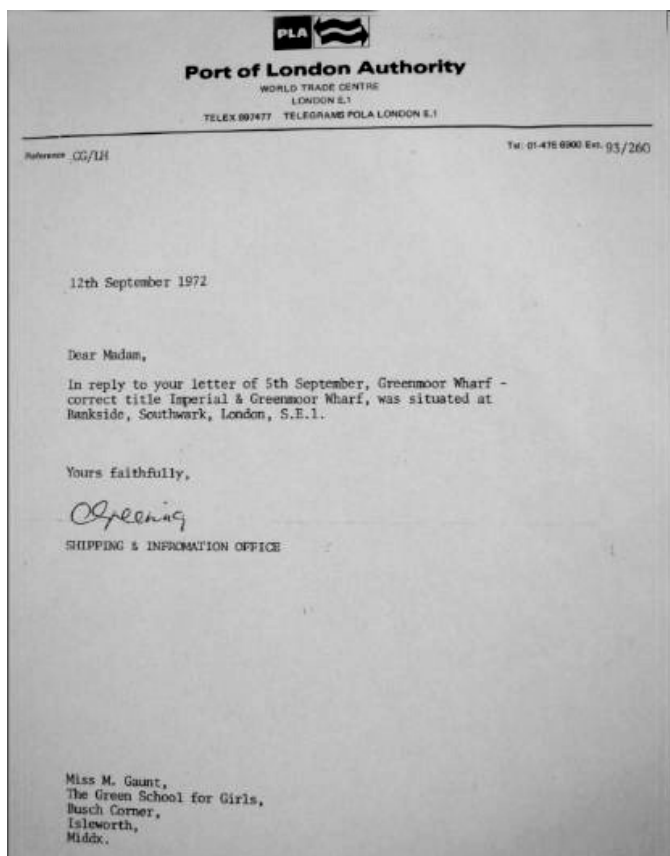 PLA
Port of London Authority
WORLD TRADE CENTRE
LONDON E.1
TELEX 897477 TELEGRAMS POLA LONDON E.1
Reference CG/LH
Tel: 01-476 6900 Ext. 93/260
12th September 1972
Dear Madam,
In reply to your letter of 5th September, Greenmoor Wharf -
correct title Imperial & Greenmoor Wharf, was situated at
Bankside, Southwark, London, S.E.1.
Yours faithfully,
CGreening
SHIPPING & INFROMATION OFFICE
Miss M. Gaunt,
The Green School for Girls,
Busch Corner,
Isleworth,
Middx.